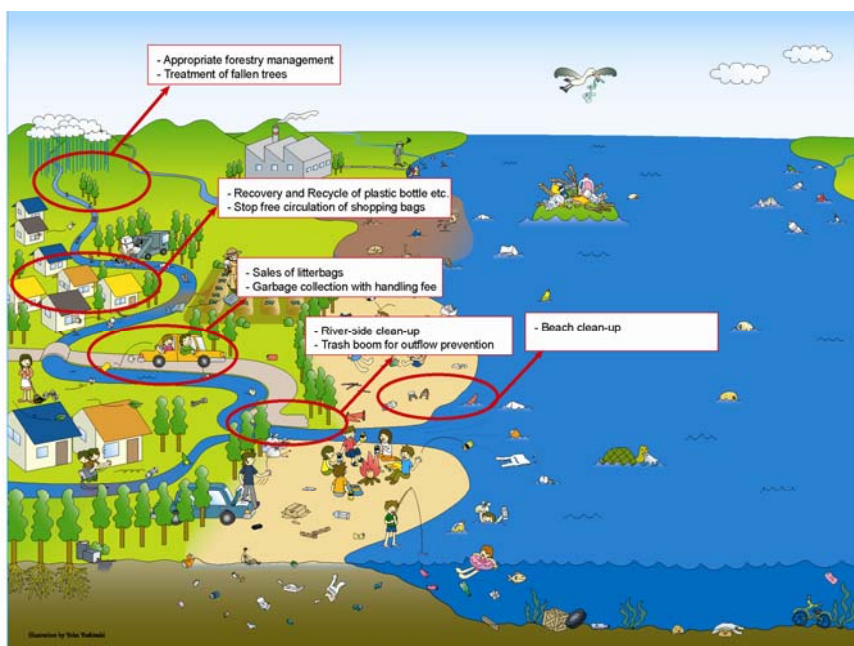 - Appropriate forestry management
- Treatment of fallen trees
- Recovery and Recycle of plastic bottle etc.
- Stop free circulation of shopping bags
- Sales of litterbags
- Garbage collection with handling fee
- River-side clean-up
- Trash boom for outflow prevention
- Beach clean-up
Illustration by Yoko